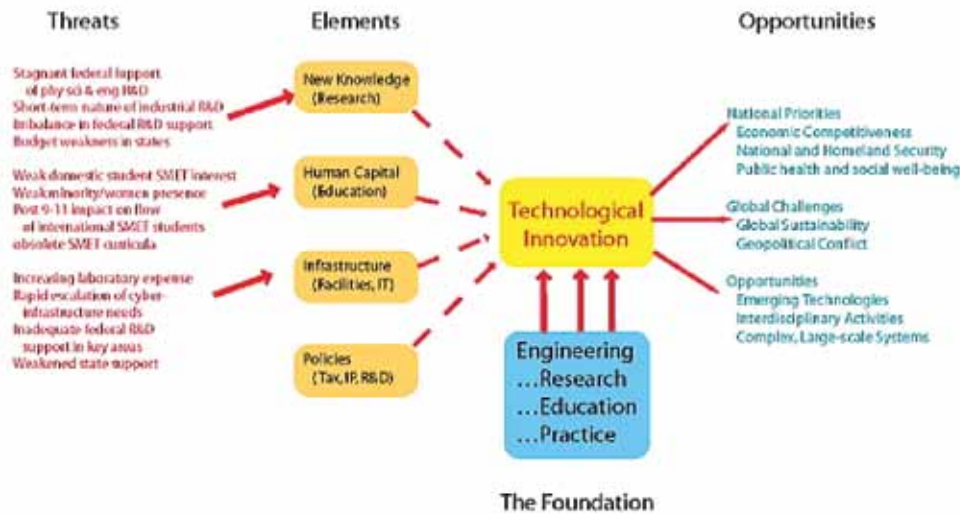 Threats
Elements
Opportunities
Stagnant federal support
of phy sci & eng R&D
Short-term nature of industrial R&D
Imbalance in federal R&D support
Budget weakness in states
Weak domestic student SMET interest
Weak minority/women presence
Post 9-11 impact on flow
of international SMET students
obsolete SMET curricula
Increasing laboratory expense
Rapid escalation of cyber-
infrastructure needs
Inadequate federal R&D
support in key areas
Weakened state support
New Knowledge
(Research)
Human Capital
(Education)
Infrastructure
(Facilities, IT)
Policies
(Tax, IP, R&D)
Technological
Innovation
Engineering
...Research
...Education
...Practice
The Foundation
National Priorities
Economic Competitiveness
National and Homeland Security
Public health and social well-being
Global Challenges
Global Sustainability
Geopolitical Conflict
Opportunities
Emerging Technologies
Interdisciplinary Activities
Complex, Large-scale Systems